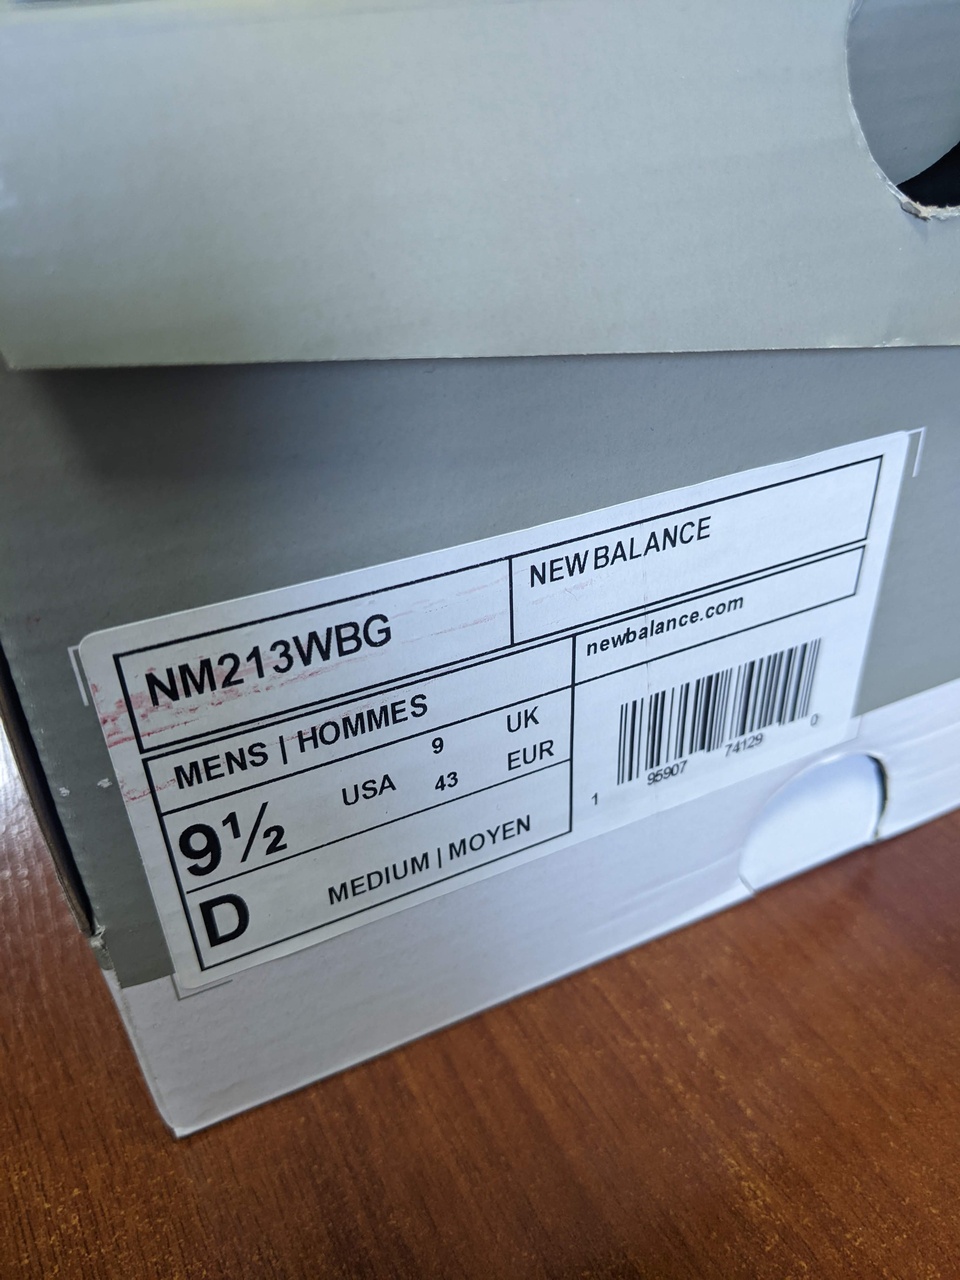 NM213WBG
NEW BALANCE
MENS | HOMMES
newbalance.com
9½ USA 9 UK
43 EUR
D MEDIUM | MOYEN
1 95907 74129 0